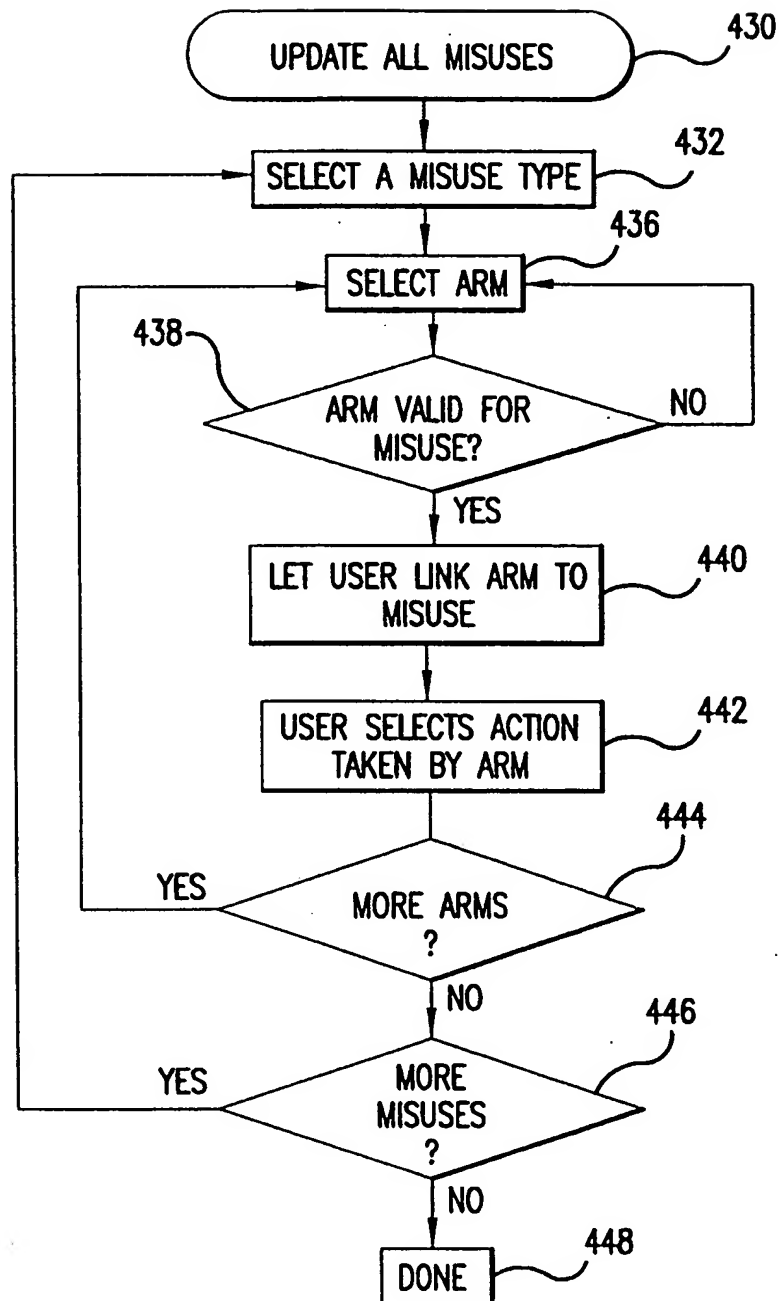 UPDATE ALL MISUSES
430
SELECT A MISUSE TYPE
432
436
SELECT ARM
438
ARM VALID FOR
MISUSE?
NO
YES
LET USER LINK ARM TO
MISUSE
440
USER SELECTS ACTION
TAKEN BY ARM
442
444
YES
MORE ARMS
?
NO
446
YES
MORE
MISUSES
?
NO
448
DONE